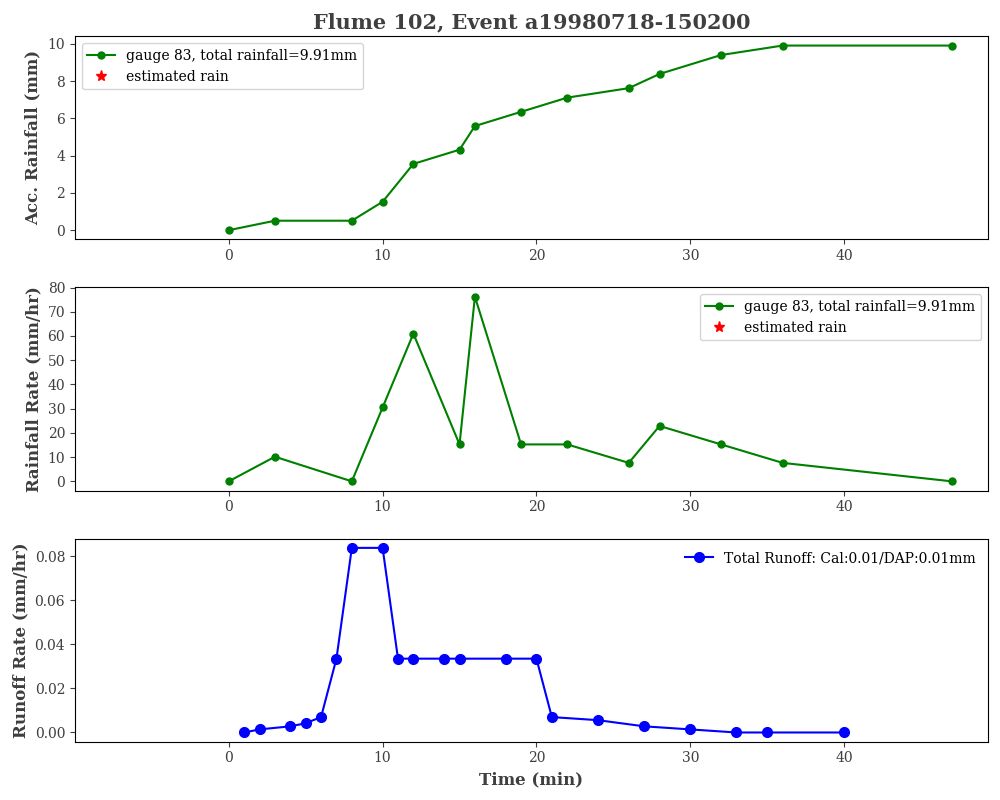 Flume 102, Event a19980718-150200
Acc. Rainfall (mm)
10
8
6
4
2
0
gauge 83, total rainfall=9.91mm
estimated rain
0 10 20 30 40
Rainfall Rate (mm/hr)
80
70
60
50
40
30
20
10
0
gauge 83, total rainfall=9.91mm
estimated rain
0 10 20 30 40
Runoff Rate (mm/hr)
0.08
0.06
0.04
0.02
0.00
Total Runoff: Cal:0.01/DAP:0.01mm
0 10 20 30 40
Time (min)